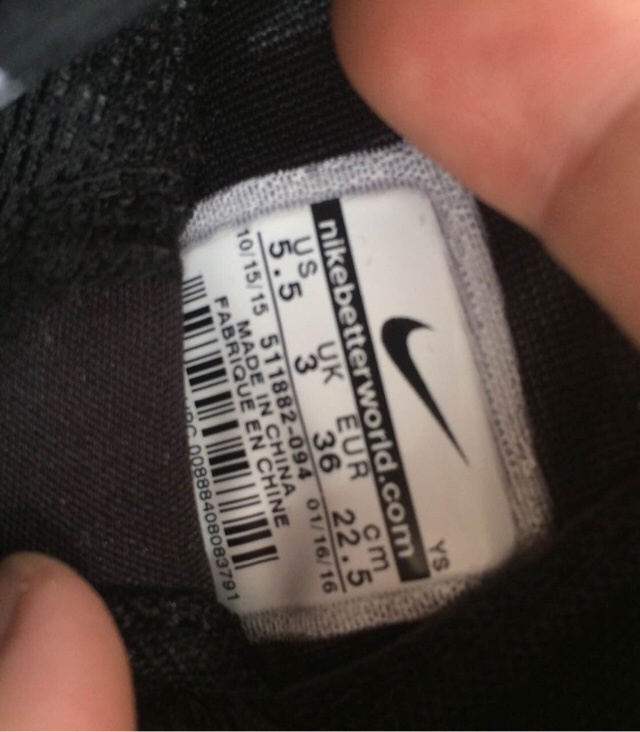 YS
nikebetterworld.com
US UK EUR cm
5.5 3 36 22.5
10/15/15 511882-094 01/16/16
MADE IN CHINA
FABRIQUE EN CHINE
00888408083791